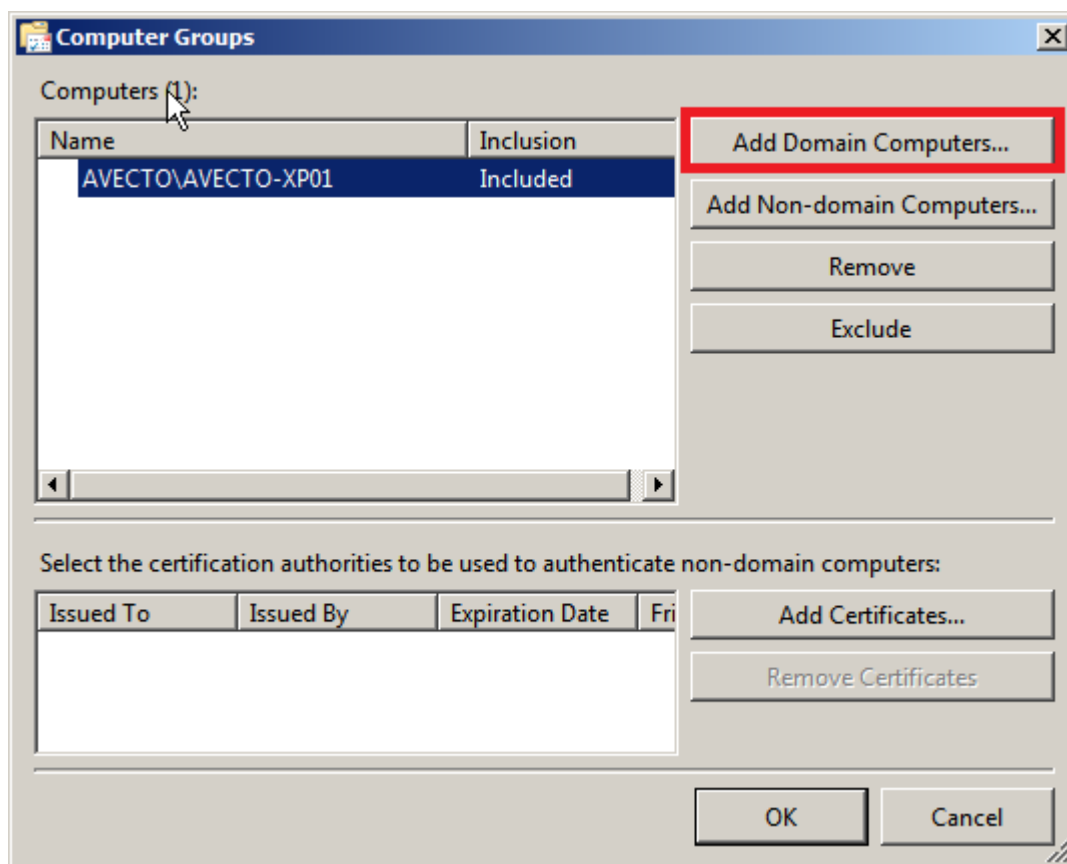 Computer Groups
Computers (1):
Name Inclusion
Add Domain Computers...
AVECTO\AVECTO-XP01 Included
Add Non-domain Computers...
Remove
Exclude
Select the certification authorities to be used to authenticate non-domain computers:
Issued To Issued By Expiration Date Fri
Add Certificates...
Remove Certificates
OK Cancel